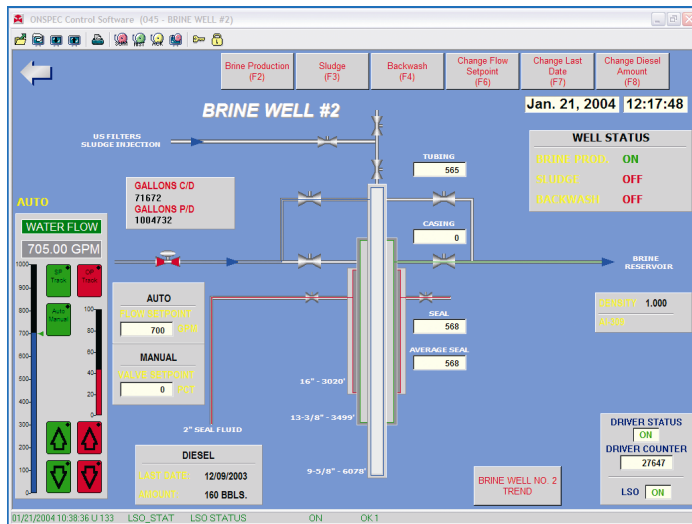 ONSPEC Control Software (045 - BRINE WELL #2)
Brine Production (F2)
Sludge (F3)
Backwash (F4)
Change Flow Setpoint (F6)
Change Last Date (F7)
Change Diesel Amount (F8)
BRINE WELL #2
Jan. 21, 2004 12:17:48
US FILTERS
SLUDGE INJECTION
WELL STATUS
BRINE PROD. ON
SLUDGE OFF
BACKWASH OFF
TUBING
565
GALLONS C/D
71672
GALLONS P/D
1004732
AUTO
WATER FLOW
705.00 GPM
CASING
0
BRINE
RESERVOIR
1000
900
800
700
600
500
400
300
200
100
0
SP Track
OP Track
Auto Manual
100
80
60
40
20
0
AUTO
FLOW SETPOINT
700 GPM
MANUAL
VALVE SETPOINT
0 PCT
DENSITY 1.000
SEAL
568
AVERAGE SEAL
568
16" - 3020'
13-3/8" - 3499'
9-5/8" - 6078'
2" SEAL FLUID
DIESEL
LAST DATE: 12/09/2003
AMOUNT: 160 BBLS.
BRINE WELL NO. 2
TREND
DRIVER STATUS
ON
DRIVER COUNTER
27647
LSO ON
01/21/2004 10:38:36 U 133 LSO_STAT LSO STATUS ON OK 1